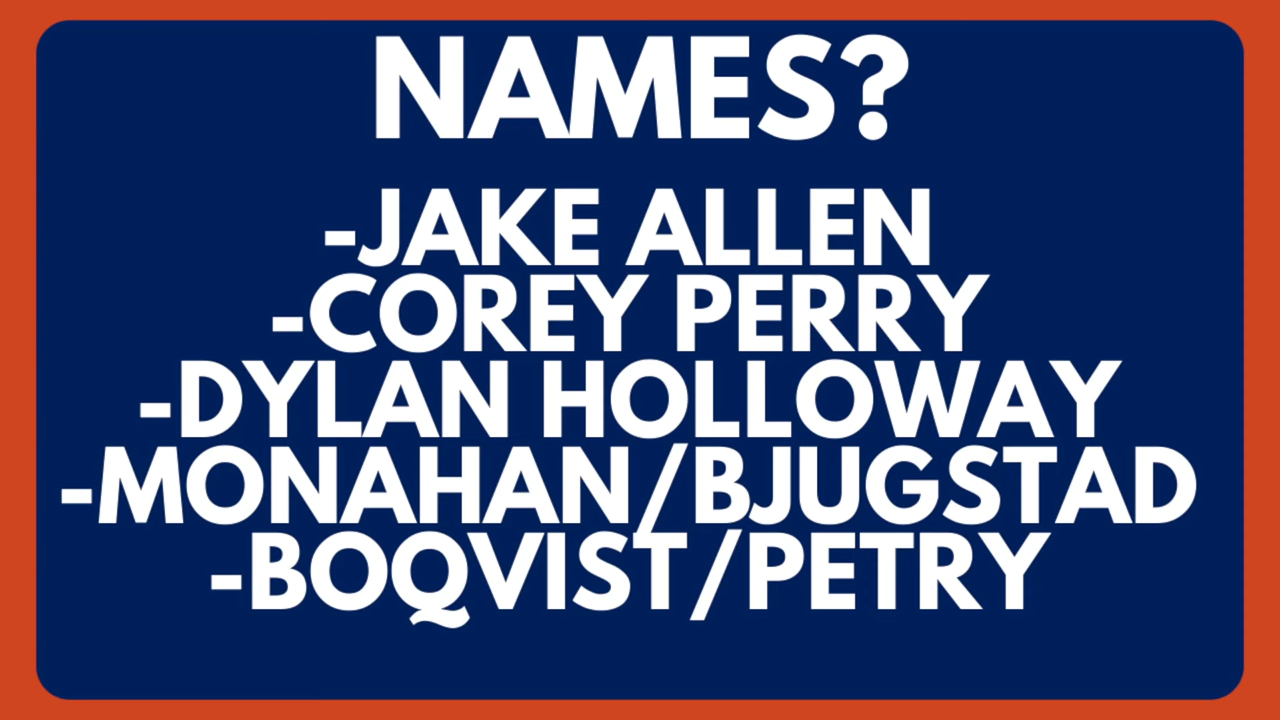 NAMES?
-JAKE ALLEN
-COREY PERRY
-DYLAN HOLLOWAY
-MONAHAN/BJUGSTAD
-BOQVIST/PETRY